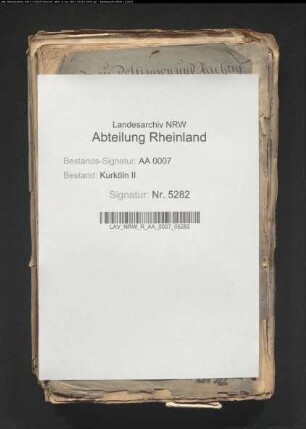 Landesarchiv NRW
Abteilung Rheinland
Bestands-Signatur: AA 0007
Bestand: Kurköln II
Signatur: Nr. 5282
LAV_NRW_R_AA_0007_05282